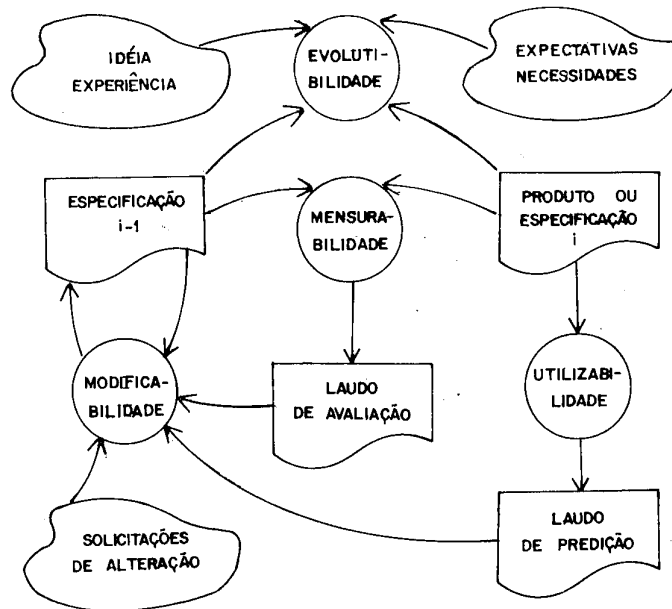 IDÉIA
EXPERIÊNCIA
EVOLUTI-
BILIDADE
EXPECTATIVAS
NECESSIDADES
ESPECIFICAÇÃO
i-1
MENSURA-
BILIDADE
PRODUTO OU
ESPECIFICAÇÃO
i
MODIFICA-
BILIDADE
LAUDO
DE AVALIAÇÃO
UTILIZABI-
LIDADE
SOLICITAÇÕES
DE ALTERAÇÃO
LAUDO
DE PREDIÇÃO